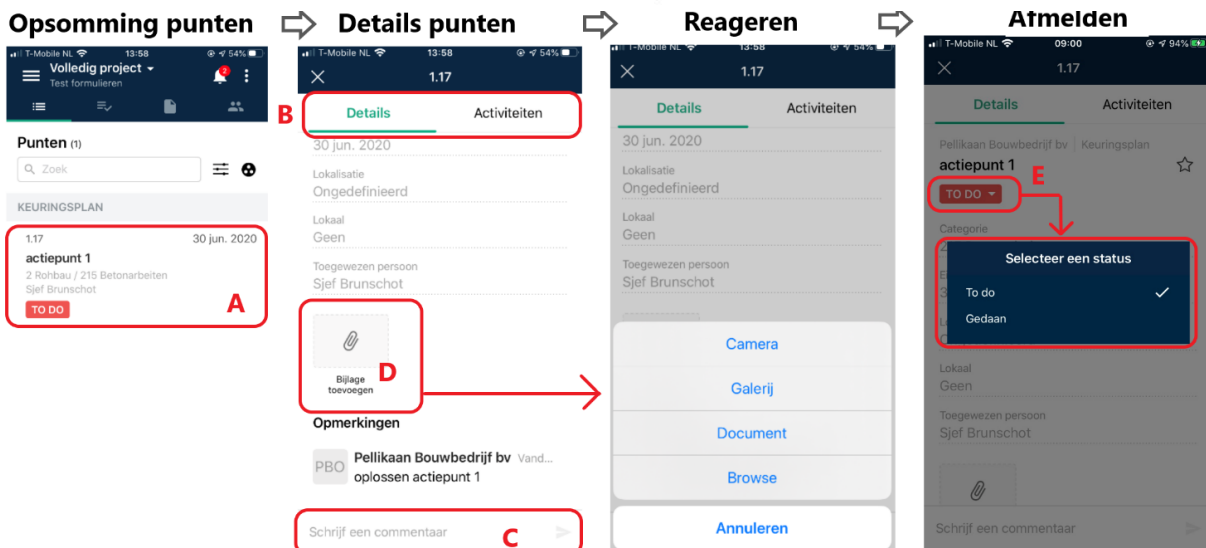 Opsomming punten
Details punten
Reageren
Afmelden
T-Mobile NL 13:58 54%
Volledig project
Test formulieren
2
Punten (1)
Zoek
KEURINGSPLAN
1.17 30 jun. 2020
actiepunt 1
2 Rohbau / 215 Betonarbeiten
Sjef Brunschot
TO DO
A
T-Mobile NL 13:58 54%
1.17
B
Details Activiteiten
30 jun. 2020
Lokalisatie
Ongedefinieerd
Lokaal
Geen
Toegewezen persoon
Sjef Brunschot
Bijlage
toevoegen
D
Opmerkingen
PBO
Pellikaan Bouwbedrijf bv Vand...
oplossen actiepunt 1
Schrijf een commentaar
C
T-Mobile NL 13:58 54%
1.17
Details Activiteiten
30 jun. 2020
Lokalisatie
Ongedefinieerd
Lokaal
Geen
Toegewezen persoon
Sjef Brunschot
Camera
Galerij
Document
Browse
Annuleren
T-Mobile NL 09:00 94%
1.17
Details Activiteiten
Pellikaan Bouwbedrijf bv | Keuringsplan
actiepunt 1
E
TO DO
Categorie
Selecteer een status
To do
Gedaan
Lokaal
Geen
Toegewezen persoon
Sjef Brunschot
Schrijf een commentaar